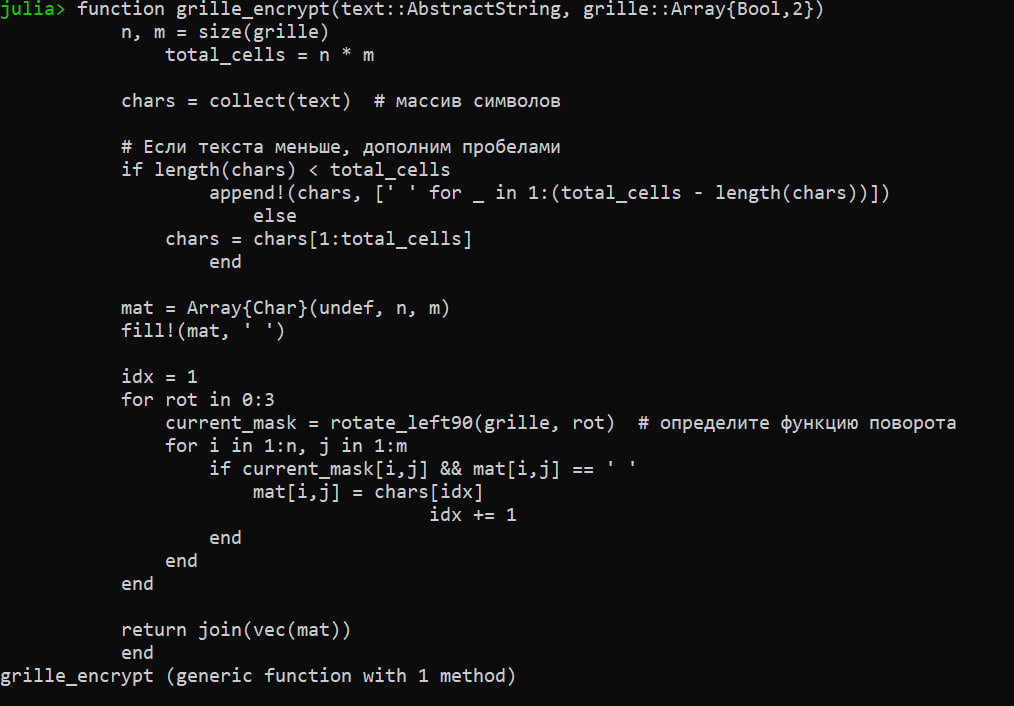 julia> function grille_encrypt(text::AbstractString, grille::Array{Bool,2})
n, m = size(grille)
total_cells = n * m
chars = collect(text)  # массив символов
# Если текста меньше, дополним пробелами
if length(chars) < total_cells
append!(chars, [' ' for _ in 1:(total_cells - length(chars))])
else
chars = chars[1:total_cells]
end
mat = Array{Char}(undef, n, m)
fill!(mat, ' ')
idx = 1
for rot in 0:3
current_mask = rotate_left90(grille, rot)  # определите функцию поворота
for i in 1:n, j in 1:m
if current_mask[i,j] && mat[i,j] == ' '
mat[i,j] = chars[idx]
idx += 1
end
end
end
return join(vec(mat))
end
grille_encrypt (generic function with 1 method)